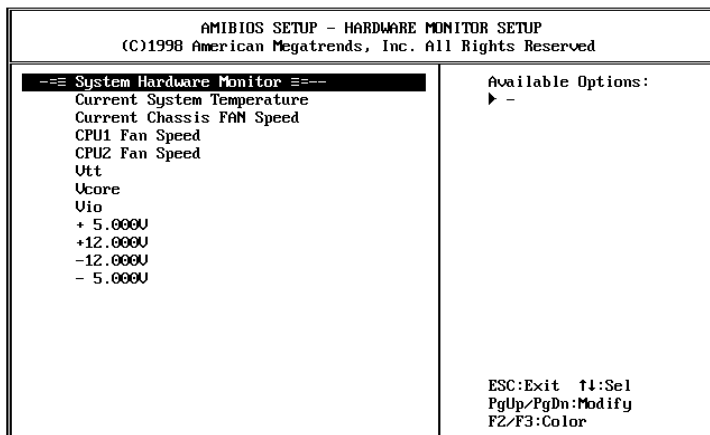 AMIBIOS SETUP - HARDWARE MONITOR SETUP
(C)1998 American Megatrends, Inc. All Rights Reserved
-=≡ System Hardware Monitor ≡=--
Current System Temperature
Current Chassis FAN Speed
CPU1 Fan Speed
CPU2 Fan Speed
Vtt
Vcore
Vio
+ 5.000V
+12.000V
-12.000V
- 5.000V
Available Options:
▶ -
ESC:Exit ↑↓:Sel
PgUp/PgDn:Modify
F2/F3:Color